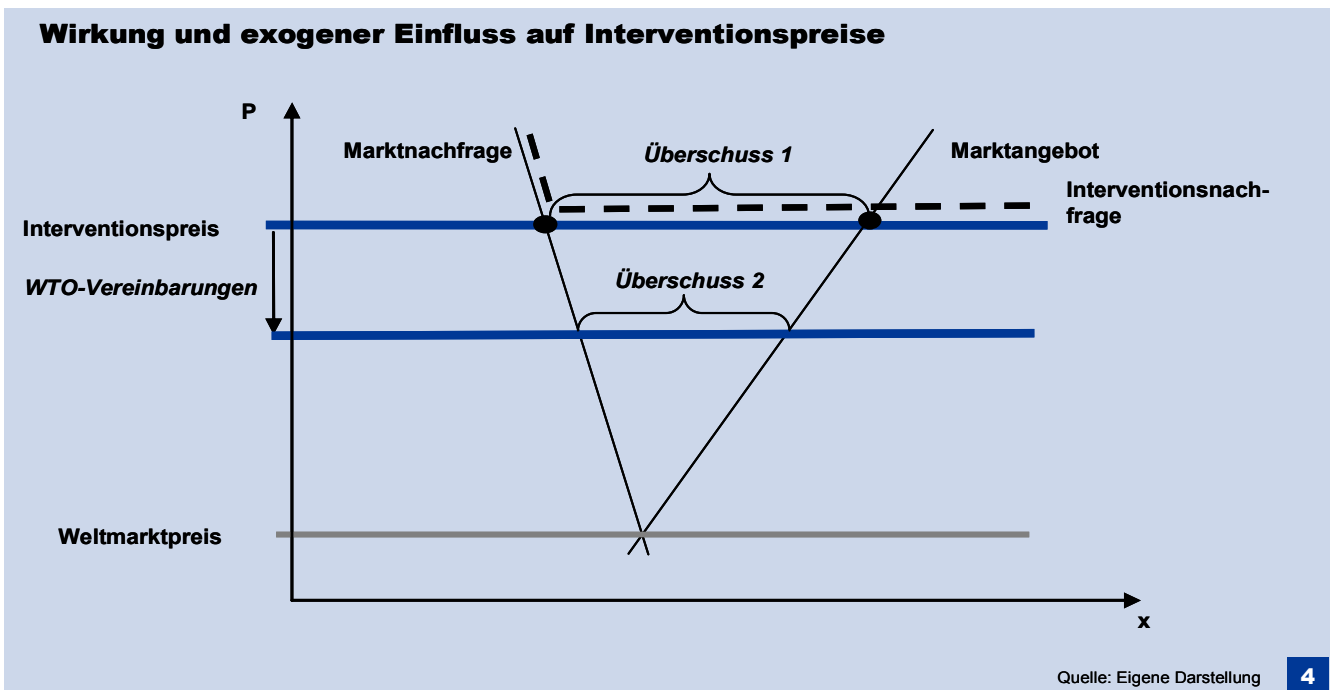 Wirkung und exogener Einfluss auf Interventionspreise
P
Marktnachfrage
Überschuss 1
Marktangebot
Interventionsnach-
frage
Interventionspreis
WTO-Vereinbarungen
Überschuss 2
Weltmarktpreis
x
Quelle: Eigene Darstellung
4